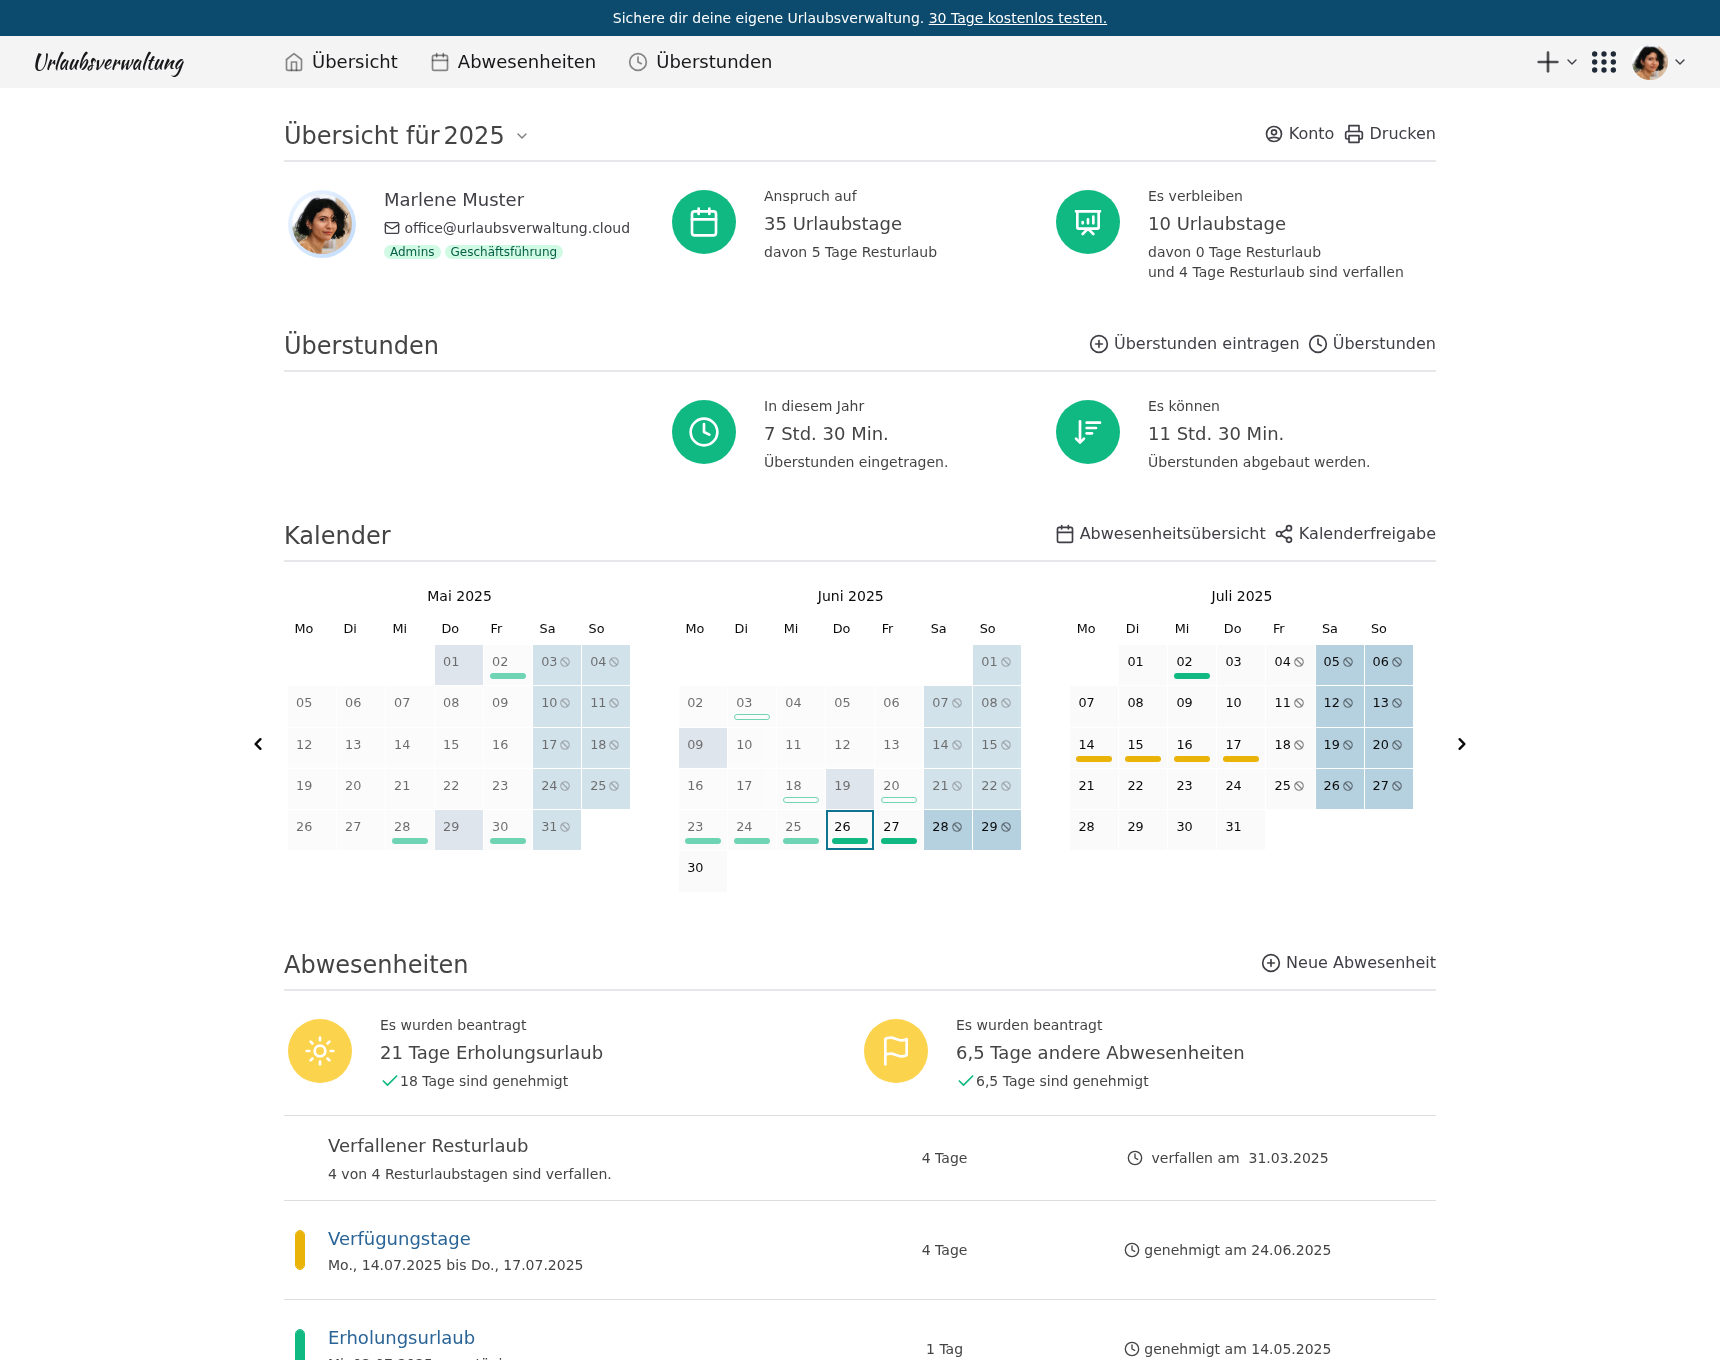 Sichere dir deine eigene Urlaubsverwaltung. 30 Tage kostenlos testen.
Urlaubsverwaltung Übersicht Abwesenheiten Überstunden
Übersicht für 2025 Konto Drucken
Marlene Muster
office@urlaubsverwaltung.cloud
Admins Geschäftsführung
Anspruch auf
35 Urlaubstage
davon 5 Tage Resturlaub
Es verbleiben
10 Urlaubstage
davon 0 Tage Resturlaub
und 4 Tage Resturlaub sind verfallen
Überstunden Überstunden eintragen Überstunden
In diesem Jahr
7 Std. 30 Min.
Überstunden eingetragen.
Es können
11 Std. 30 Min.
Überstunden abgebaut werden.
Kalender Abwesenheitsübersicht Kalenderfreigabe
Mai 2025
Mo Di Mi Do Fr Sa So
01 02 03 04
05 06 07 08 09 10 11
12 13 14 15 16 17 18
19 20 21 22 23 24 25
26 27 28 29 30 31
Juni 2025
Mo Di Mi Do Fr Sa So
01
02 03 04 05 06 07 08
09 10 11 12 13 14 15
16 17 18 19 20 21 22
23 24 25 26 27 28 29
30
Juli 2025
Mo Di Mi Do Fr Sa So
01 02 03 04 05 06
07 08 09 10 11 12 13
14 15 16 17 18 19 20
21 22 23 24 25 26 27
28 29 30 31
Abwesenheiten Neue Abwesenheit
Es wurden beantragt
21 Tage Erholungsurlaub
18 Tage sind genehmigt
Es wurden beantragt
6,5 Tage andere Abwesenheiten
6,5 Tage sind genehmigt
Verfallener Resturlaub
4 von 4 Resturlaubstagen sind verfallen.
4 Tage
verfallen am 31.03.2025
Verfügungstage
Mo., 14.07.2025 bis Do., 17.07.2025
4 Tage
genehmigt am 24.06.2025
Erholungsurlaub
1 Tag
genehmigt am 14.05.2025